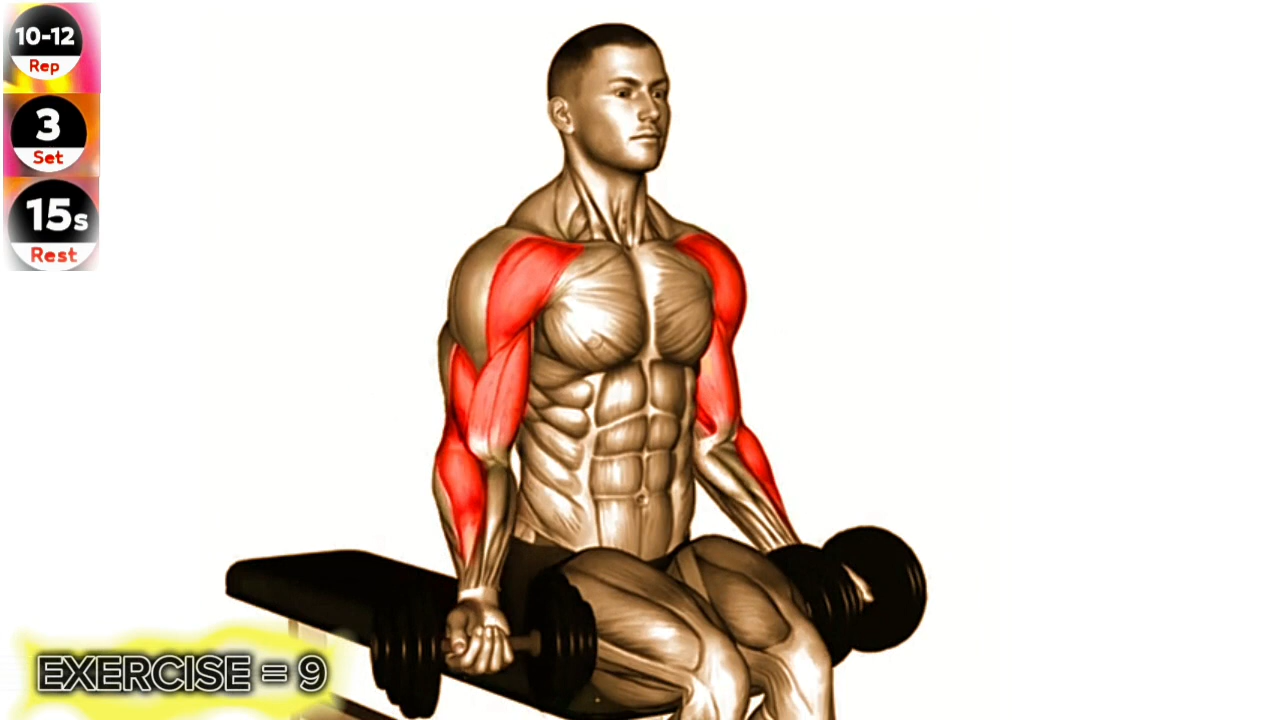 10-12
Rep
3
Set
15s
Rest
EXERCISE = 9